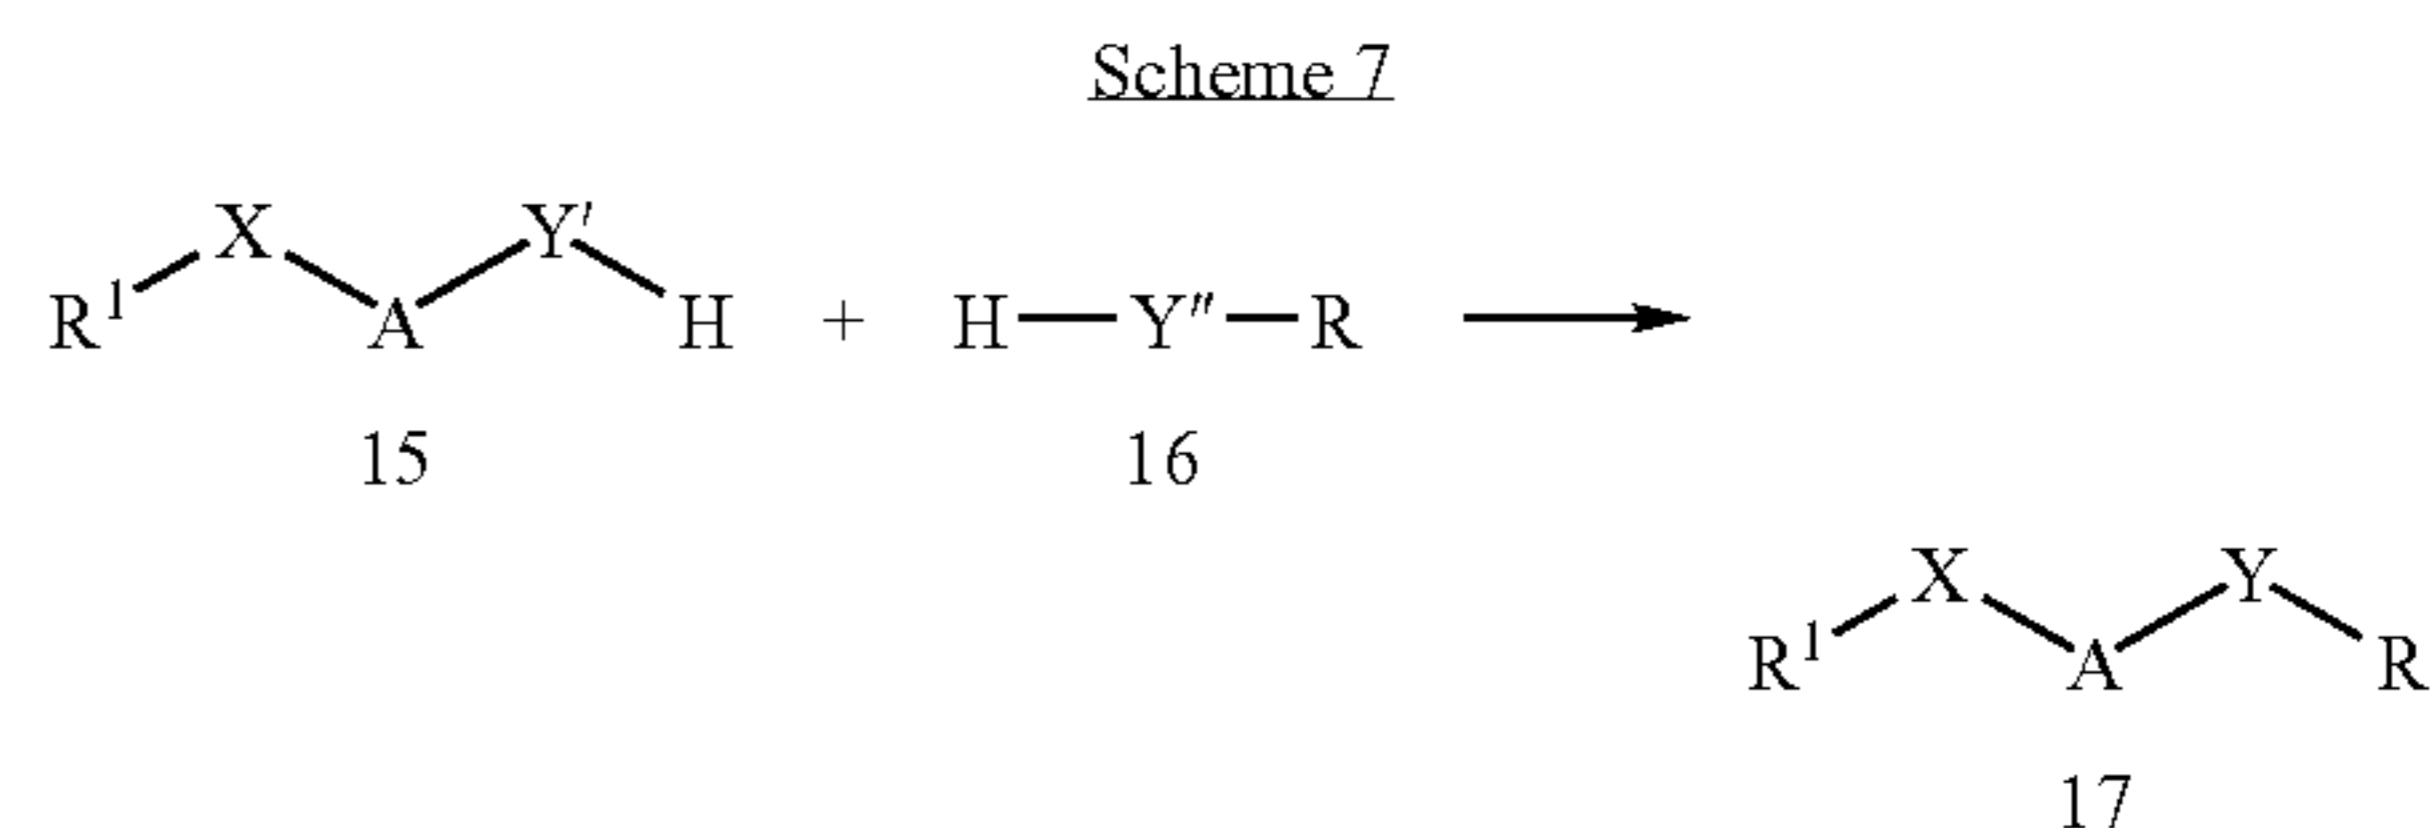 Scheme 7
R¹ X A Y′ H + H Y″ R
15 16
R¹ X A Y R
17